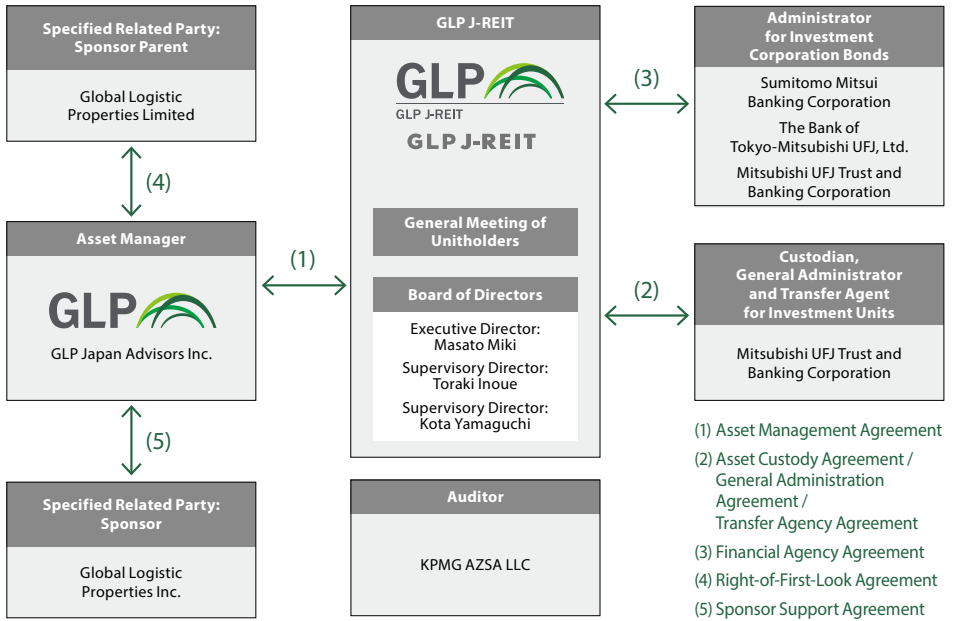 Specified Related Party:
Sponsor Parent
Global Logistic
Properties Limited
(4)
Asset Manager
GLP
GLP Japan Advisors Inc.
(5)
Specified Related Party:
Sponsor
Global Logistic
Properties Inc.
(1)
GLP J-REIT
GLP
GLP J-REIT
GLP J-REIT
General Meeting of
Unitholders
Board of Directors
Executive Director:
Masato Miki
Supervisory Director:
Toraki Inoue
Supervisory Director:
Kota Yamaguchi
Auditor
KPMG AZSA LLC
(3)
Administrator
for Investment
Corporation Bonds
Sumitomo Mitsui
Banking Corporation
The Bank of
Tokyo-Mitsubishi UFJ, Ltd.
Mitsubishi UFJ Trust and
Banking Corporation
(2)
Custodian,
General Administrator
and Transfer Agent
for Investment Units
Mitsubishi UFJ Trust and
Banking Corporation
(1) Asset Management Agreement
(2) Asset Custody Agreement /
General Administration
Agreement /
Transfer Agency Agreement
(3) Financial Agency Agreement
(4) Right-of-First-Look Agreement
(5) Sponsor Support Agreement